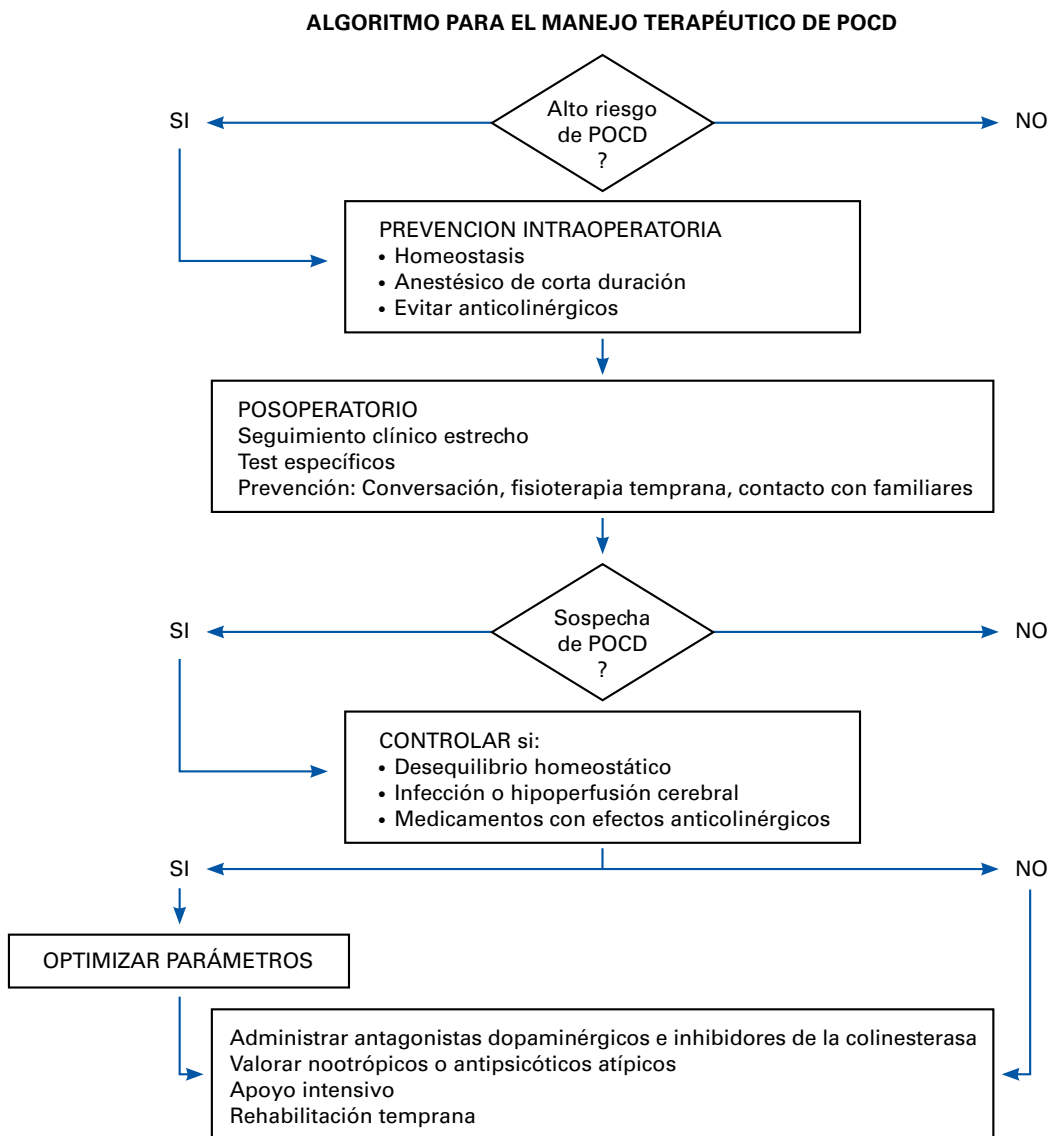 ALGORITMO PARA EL MANEJO TERAPÉUTICO DE POCD
Alto riesgo
de POCD
?
SI
NO
PREVENCION INTRAOPERATORIA
• Homeostasis
• Anestésico de corta duración
• Evitar anticolinérgicos
POSOPERATORIO
Seguimiento clínico estrecho
Test específicos
Prevención: Conversación, fisioterapia temprana, contacto con familiares
Sospecha
de POCD
?
SI
NO
CONTROLAR si:
• Desequilibrio homeostático
• Infección o hipoperfusión cerebral
• Medicamentos con efectos anticolinérgicos
SI
NO
OPTIMIZAR PARÁMETROS
Administrar antagonistas dopaminérgicos e inhibidores de la colinesterasa
Valorar nootrópicos o antipsicóticos atípicos
Apoyo intensivo
Rehabilitación temprana